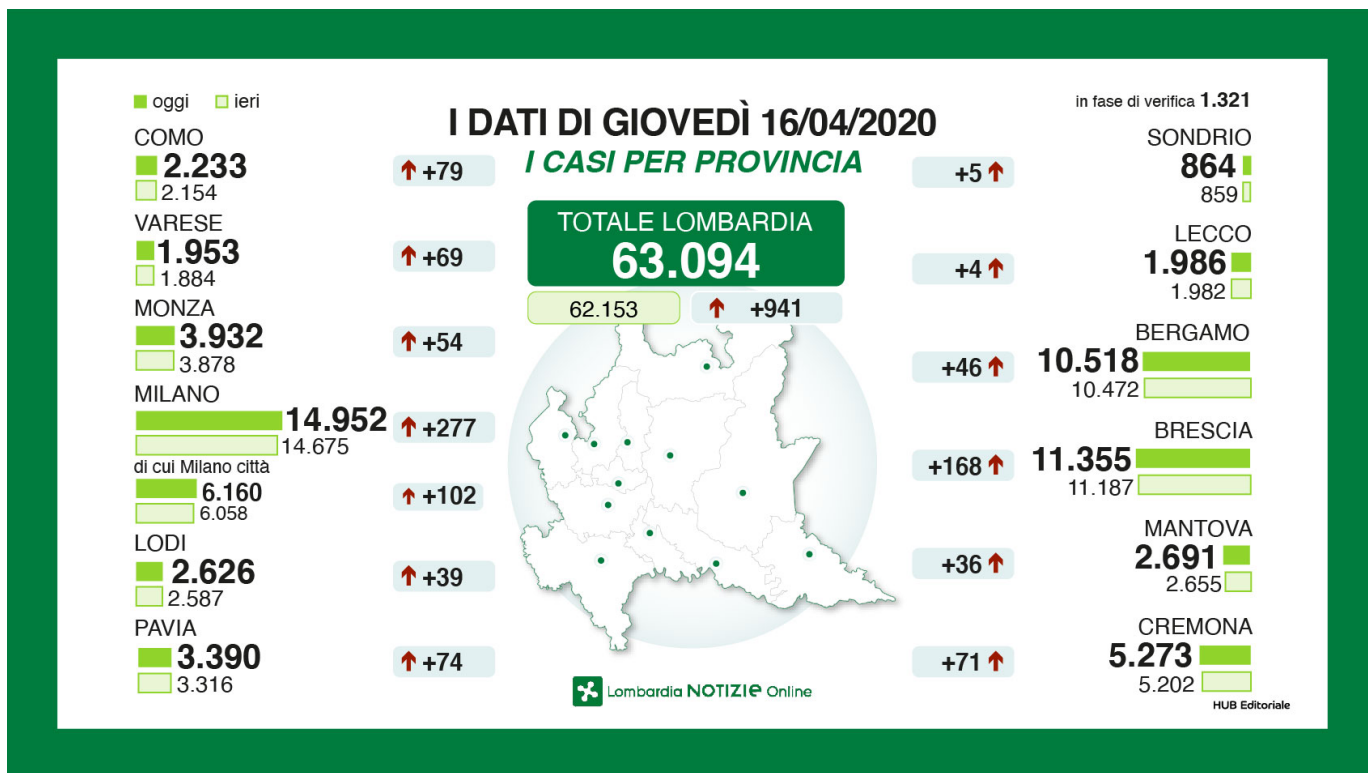 oggi ieri
I DATI DI GIOVEDÌ 16/04/2020
I CASI PER PROVINCIA
TOTALE LOMBARDIA
63.094
62.153
+941
COMO
2.233
2.154
+79
VARESE
1.953
1.884
+69
MONZA
3.932
3.878
+54
MILANO
14.952
14.675
+277
di cui Milano città
6.160
6.058
+102
LODI
2.626
2.587
+39
PAVIA
3.390
3.316
+74
in fase di verifica 1.321
SONDRIO
864
859
+5
LECCO
1.986
1.982
+4
BERGAMO
10.518
10.472
+46
BRESCIA
11.355
11.187
+168
MANTOVA
2.691
2.655
+36
CREMONA
5.273
5.202
+71
Lombardia NOTIZIE Online
HUB Editoriale